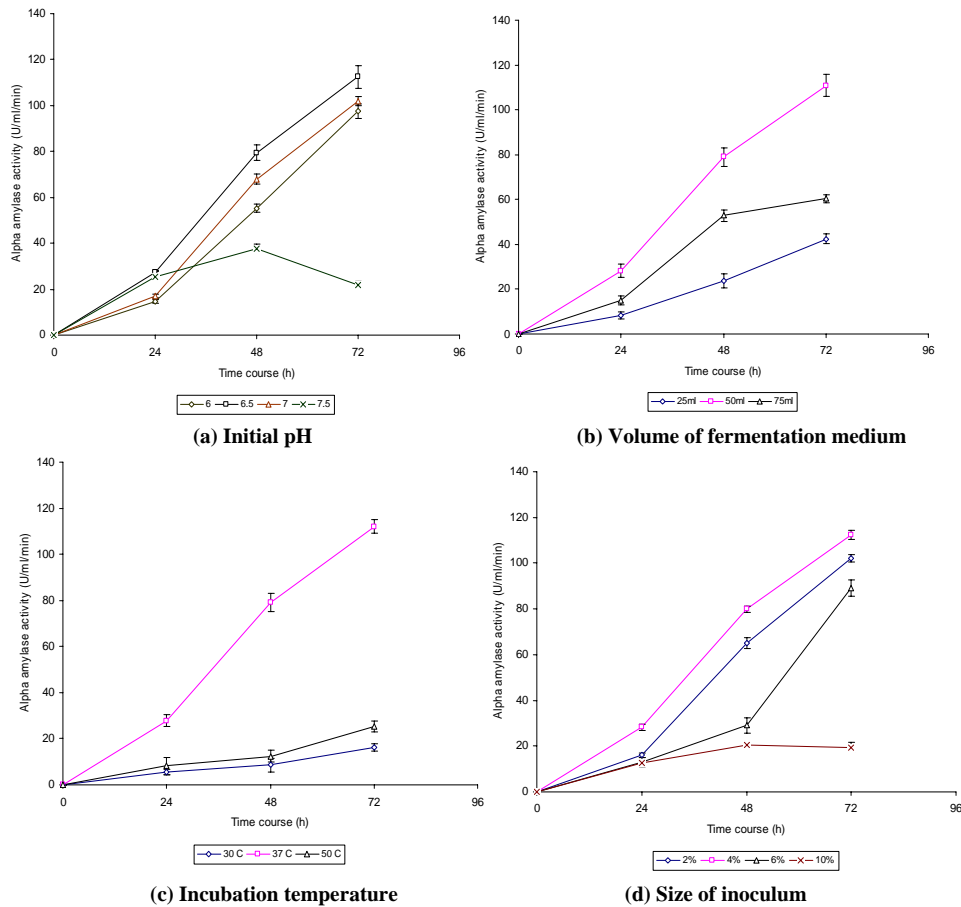 140
120
100
80
60
40
20
0
Alpha amylase activity (U/ml/min)
0 24 48 72 96
Time course (h)
6 6.5 7 7.5
(a) Initial pH
140
120
100
80
60
40
20
0
Alpha amylase activity (U/ml/min)
0 24 48 72 96
Time course (h)
25ml 50ml 75ml
(b) Volume of fermentation medium
140
120
100
80
60
40
20
0
Alpha amylase activity (U/ml/min)
0 24 48 72 96
Time course (h)
30 C 37 C 50 C
(c) Incubation temperature
140
120
100
80
60
40
20
0
Alpha amylase activity (U/ml/min)
0 24 48 72 96
Time course (h)
2% 4% 6% 10%
(d) Size of inoculum